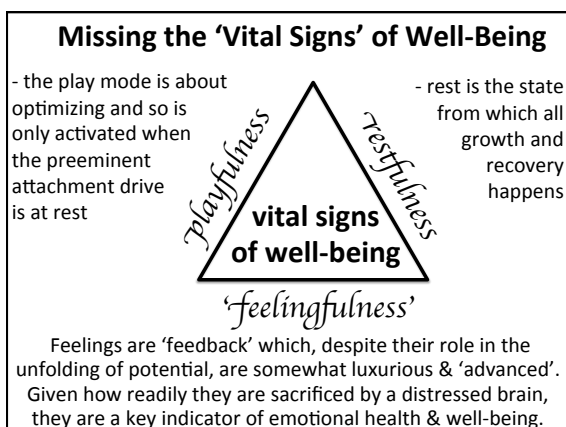 Missing the ‘Vital Signs’ of Well-Being
- the play mode is about
optimizing and so is
only activated when
the preeminent
attachment drive
is at rest
- rest is the state
from which all
growth and
recovery
happens
playfulness
restfulness
vital signs
of well-being
‘feelingfulness’
Feelings are ‘feedback’ which, despite their role in the
unfolding of potential, are somewhat luxurious & ‘advanced’.
Given how readily they are sacrificed by a distressed brain,
they are a key indicator of emotional health & well-being.